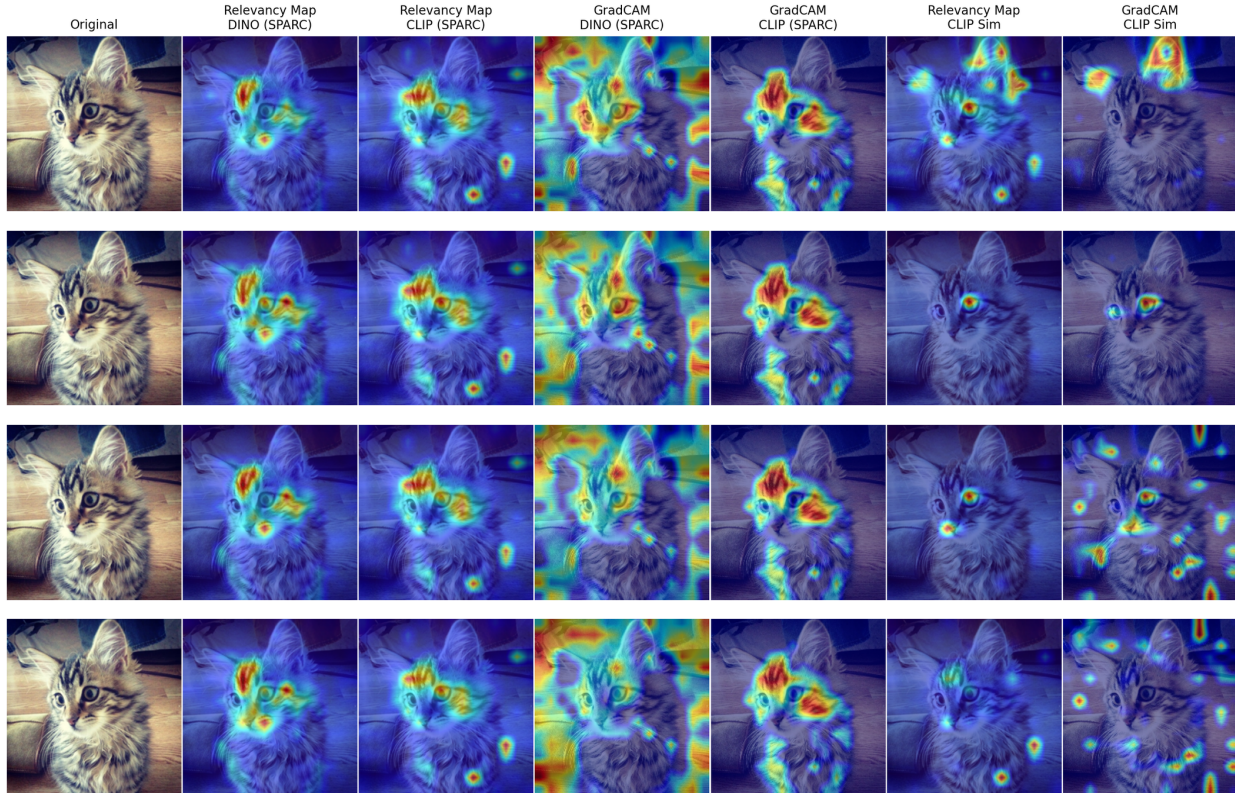 Original
Relevancy Map
DINO (SPARC)
Relevancy Map
CLIP (SPARC)
GradCAM
DINO (SPARC)
GradCAM
CLIP (SPARC)
Relevancy Map
CLIP Sim
GradCAM
CLIP Sim